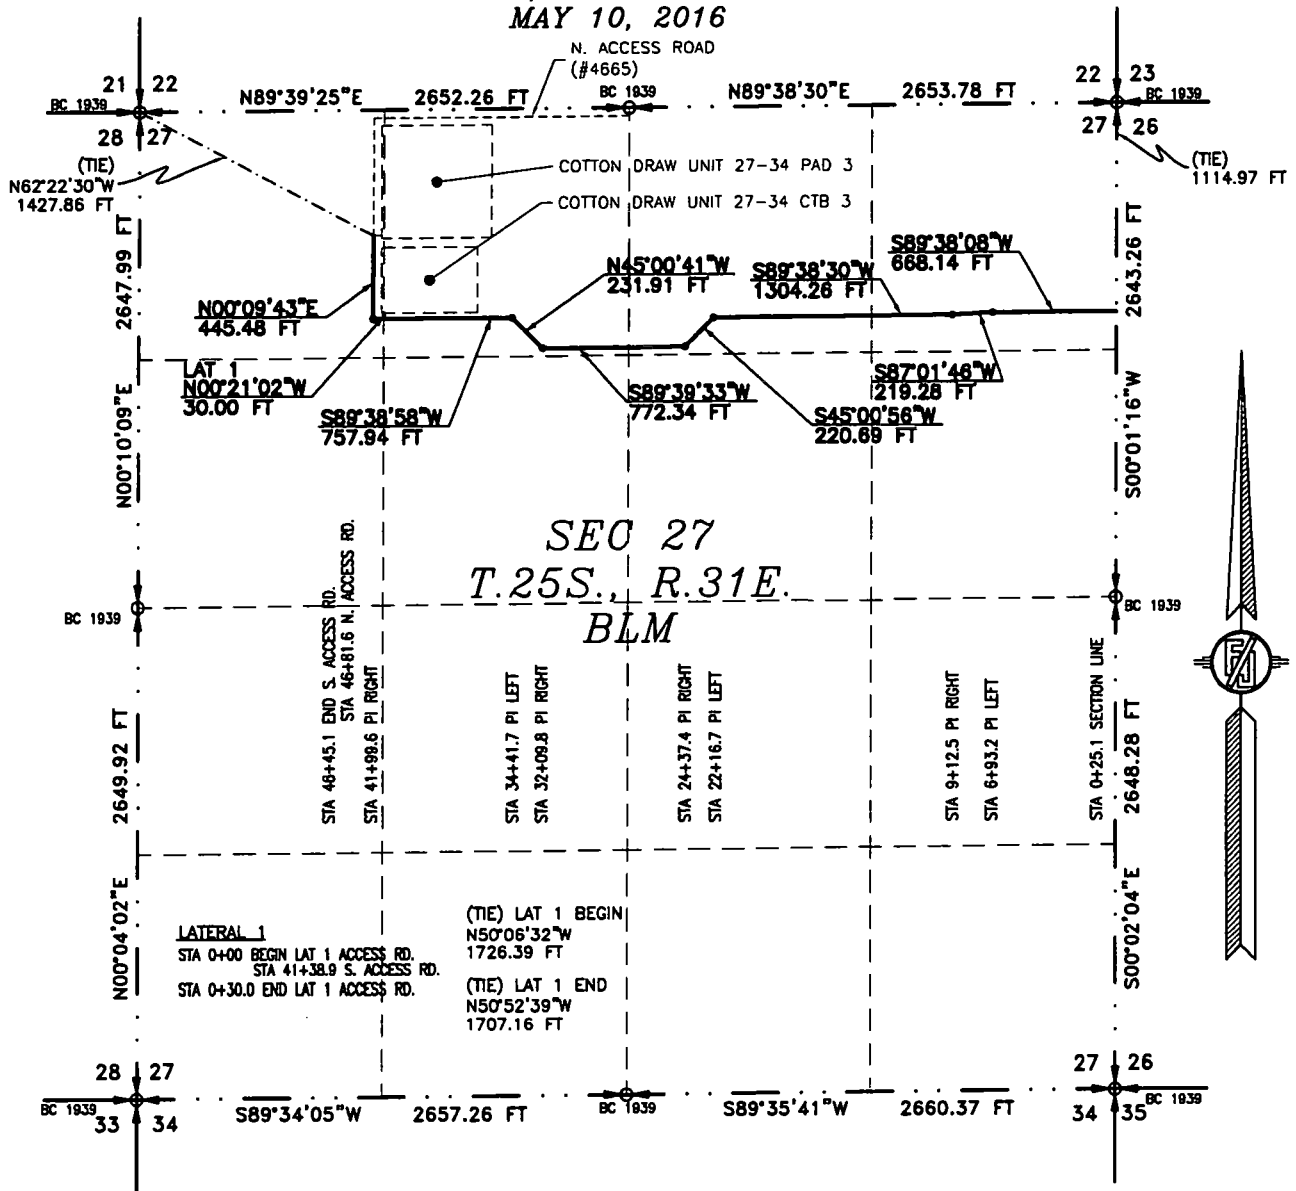 MAY 10, 2016
N. ACCESS ROAD
(#4665)
21 22
BC 1939
28 27
N89°39'25"E 2652.26 FT
BC 1939
N89°38'30"E 2653.78 FT
22 23
BC 1939
27 26
(TIE)
N62°22'30"W
1427.86 FT
(TIE)
1114.97 FT
COTTON DRAW UNIT 27-34 PAD 3
COTTON DRAW UNIT 27-34 CTB 3
2647.99 FT
N00°10'09"E
2643.26 FT
S00°01'16"W
N00°09'43"E
445.48 FT
N45°00'41"W
231.91 FT
S89°38'30"W
1304.26 FT
S89°38'08"W
668.14 FT
LAT 1
N00°21'02"W
30.00 FT
S89°38'58"W
757.94 FT
S89°39'33"W
772.34 FT
S87°01'46"W
219.28 FT
S45°00'56"W
220.69 FT
SEC 27
T.25S., R.31E.
BLM
BC 1939
BC 1939
STA 46+45.1 END S. ACCESS RD.
STA 46+81.6 N. ACCESS RD.
STA 41+99.6 PI RIGHT
STA 34+41.7 PI LEFT
STA 32+09.8 PI RIGHT
STA 24+37.4 PI RIGHT
STA 22+16.7 PI LEFT
STA 9+12.5 PI RIGHT
STA 6+93.2 PI LEFT
STA 0+25.1 SECTION LINE
2649.92 FT
N00°04'02"E
2648.28 FT
S00°02'04"E
LATERAL 1
STA 0+00 BEGIN LAT 1 ACCESS RD.
STA 41+38.9 S. ACCESS RD.
STA 0+30.0 END LAT 1 ACCESS RD.
(TIE) LAT 1 BEGIN
N50°06'32"W
1726.39 FT
(TIE) LAT 1 END
N50°52'39"W
1707.16 FT
28 27
BC 1939
33 34
S89°34'05"W 2657.26 FT
BC 1939
S89°35'41"W 2660.37 FT
27 26
BC 1939
34 35